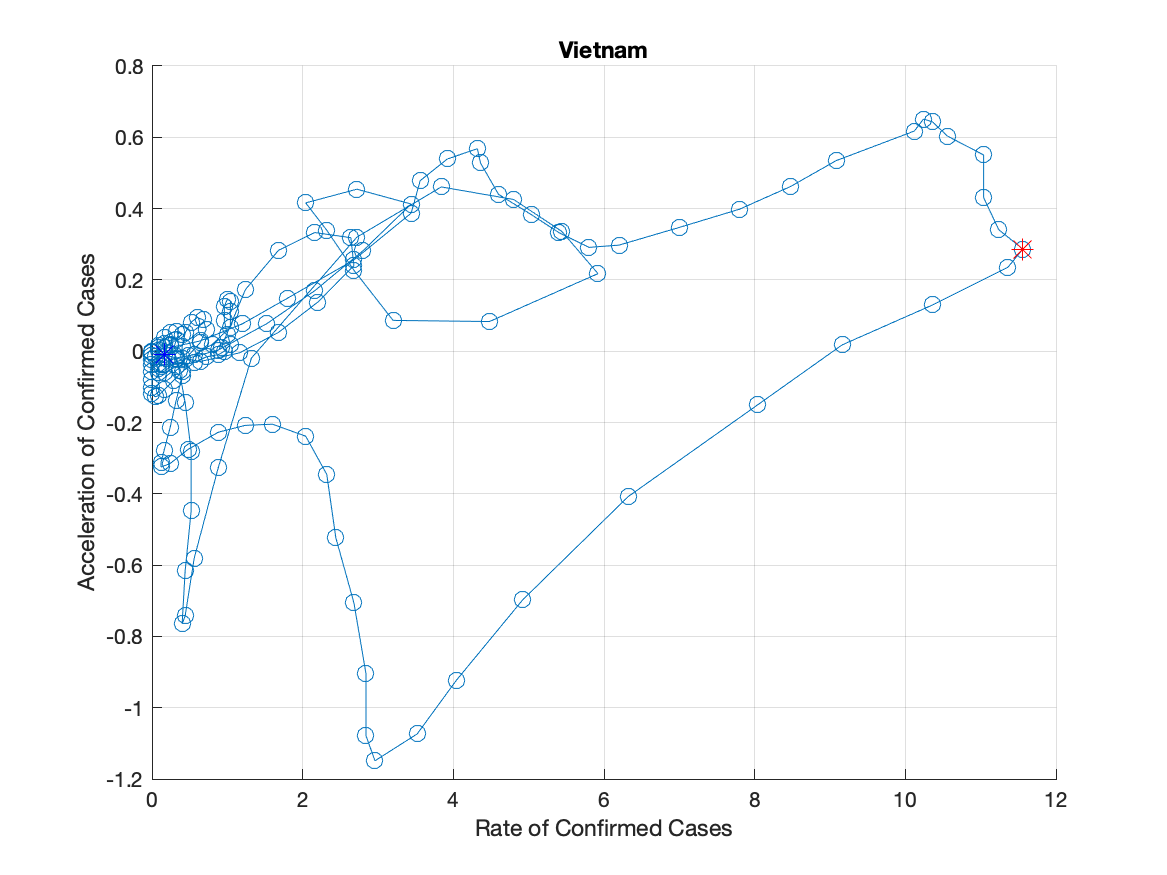 Vietnam
0.8
0.6
0.4
0.2
0
-0.2
-0.4
-0.6
-0.8
-1
-1.2
Acceleration of Confirmed Cases
0 2 4 6 8 10 12
Rate of Confirmed Cases